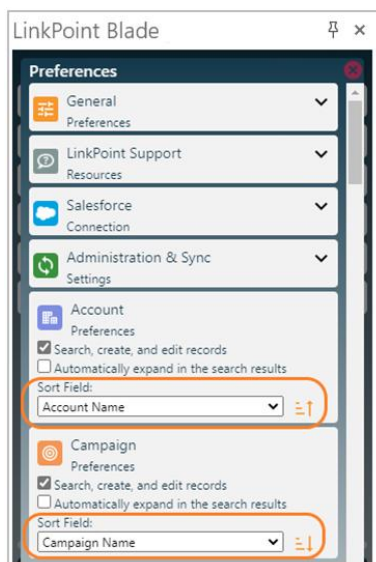 LinkPoint Blade
Preferences
General
Preferences
LinkPoint Support
Resources
Salesforce
Connection
Administration & Sync
Settings
Account
Preferences
Search, create, and edit records
Automatically expand in the search results
Sort Field:
Account Name
Campaign
Preferences
Search, create, and edit records
Automatically expand in the search results
Sort Field:
Campaign Name